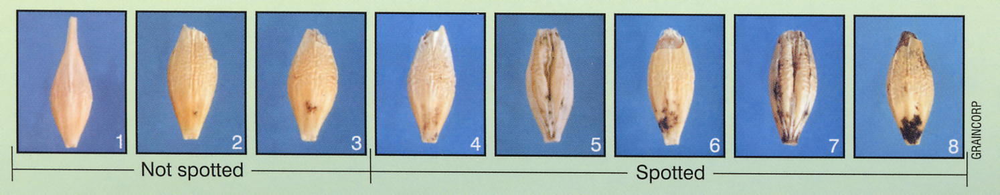 1 2 3 4 5 6 7 8
Not spotted Spotted
GRAINCORP